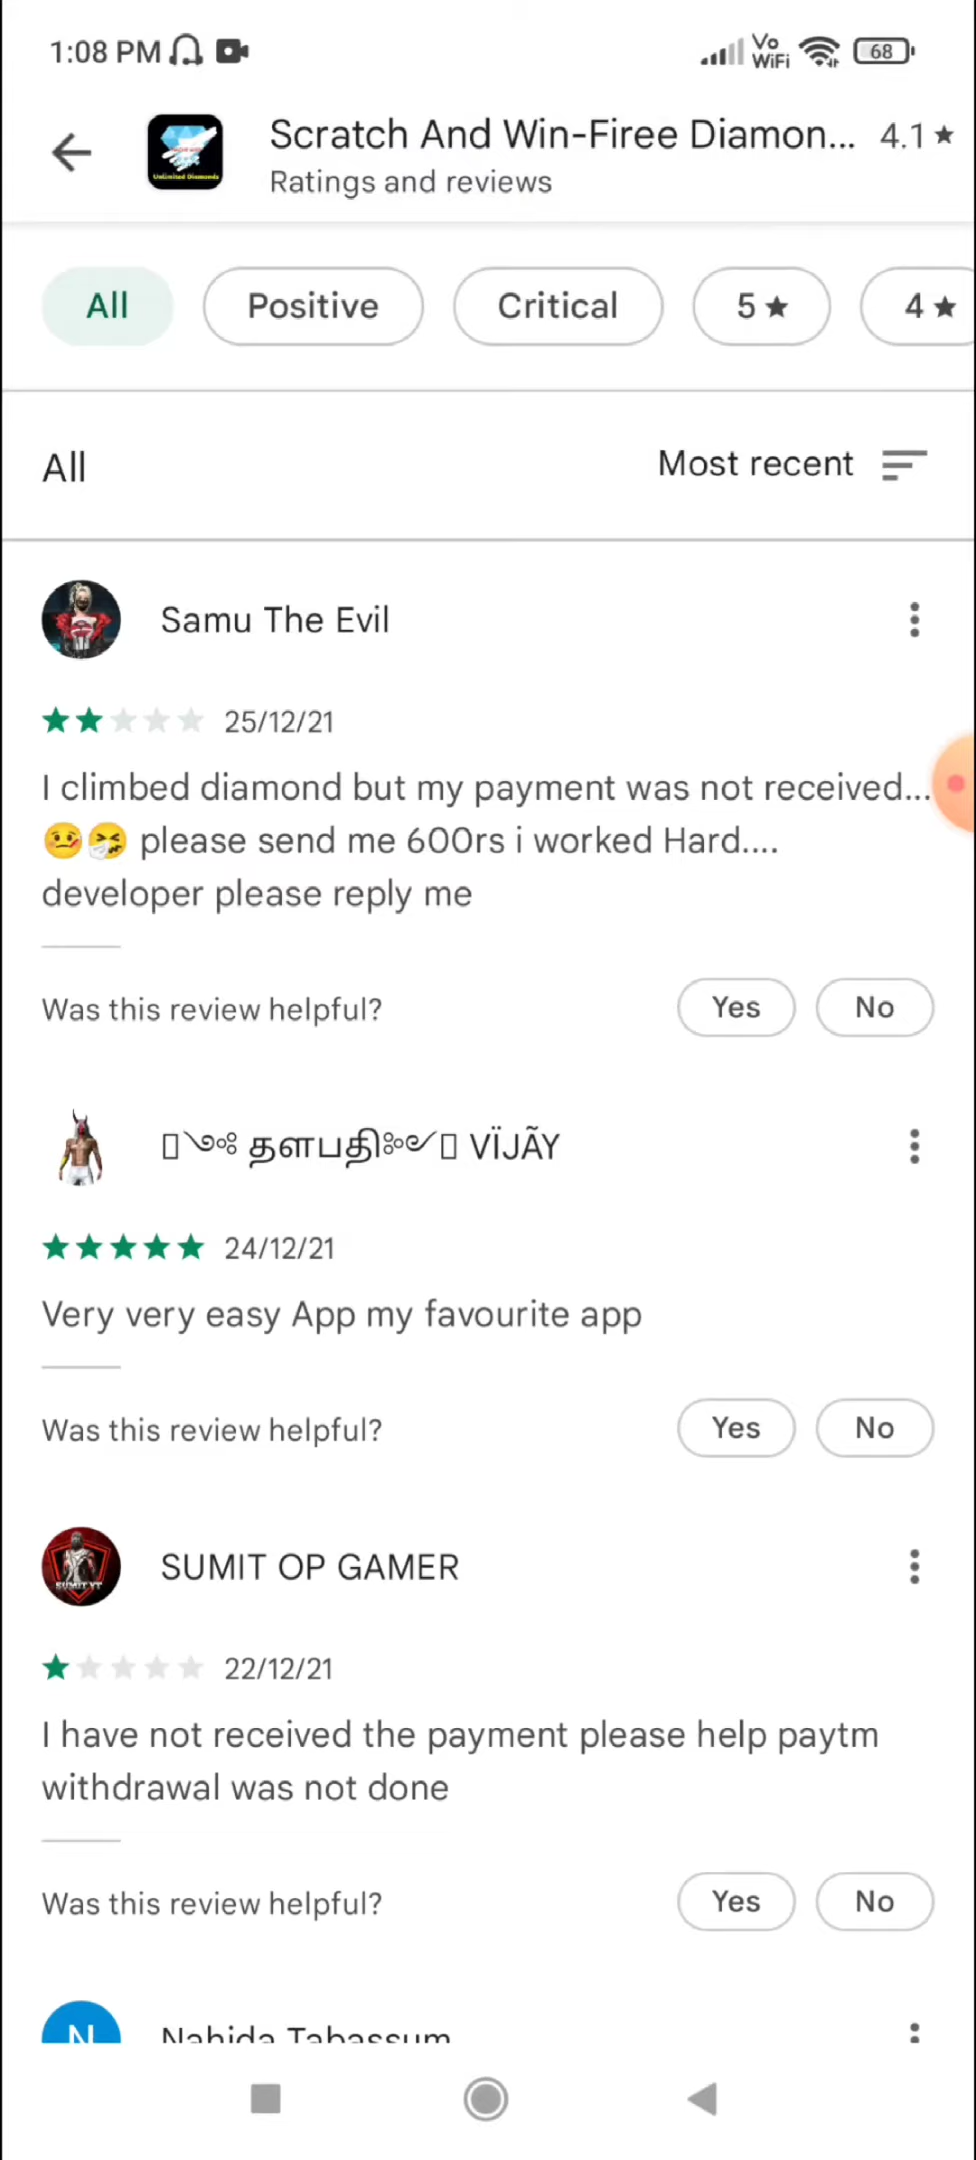 1:08 PM
Vo
WiFi
68
Scratch And Win-Firee Diamon... 4.1 ★
Ratings and reviews
Unlimited Diamonds
All Positive Critical 5 ★ 4 ★
All Most recent
Samu The Evil
25/12/21
I climbed diamond but my payment was not received...
🤒🤧 please send me 600rs i worked Hard....
developer please reply me
Was this review helpful? Yes No
தளபதி VÏJÃY
24/12/21
Very very easy App my favourite app
Was this review helpful? Yes No
SUMIT OP GAMER
SUMIT YT
22/12/21
I have not received the payment please help paytm
withdrawal was not done
Was this review helpful? Yes No
N Nahida Tabassum